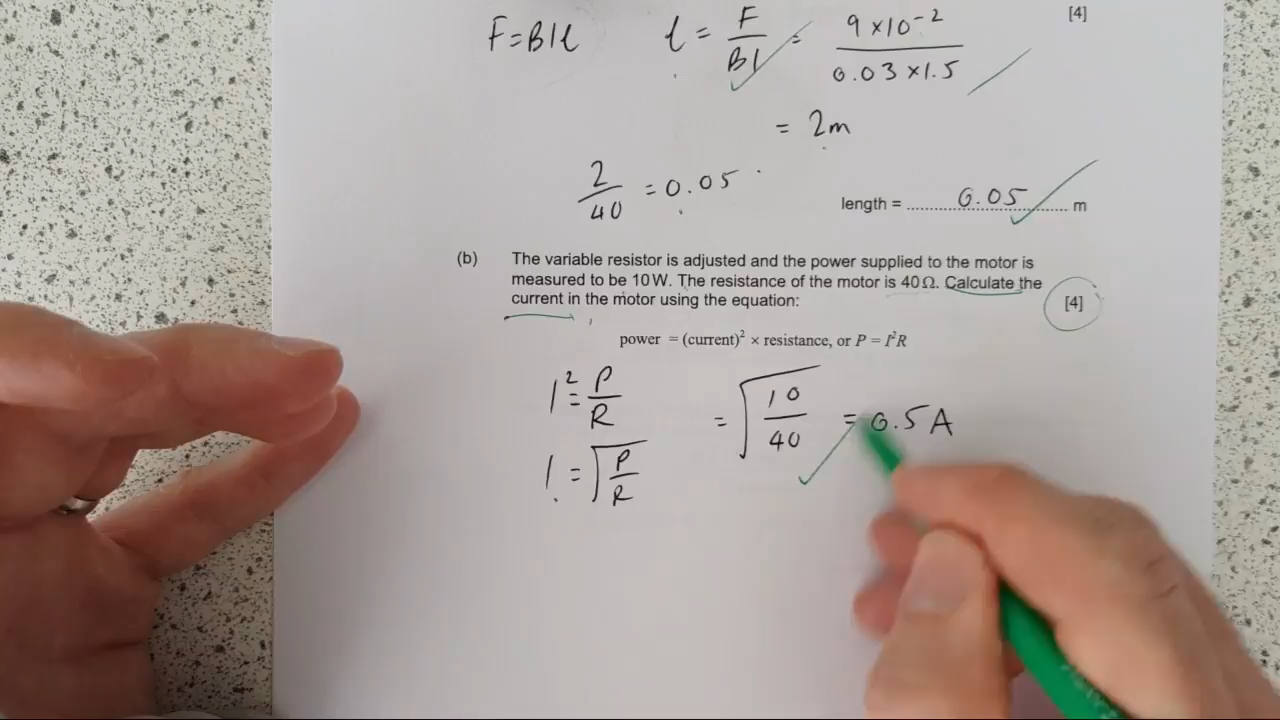 F=BIl l = F/BI = 9×10⁻²/0.03×1.5 [4]
= 2m
2/40 = 0.05
length = .......... 0.05 .......... m
(b) The variable resistor is adjusted and the power supplied to the motor is
measured to be 10 W. The resistance of the motor is 40 Ω. Calculate the
current in the motor using the equation: [4]
power = (current)² × resistance, or P = I²R
I² = P/R = √10/40 = 0.5 A
I = √P/R